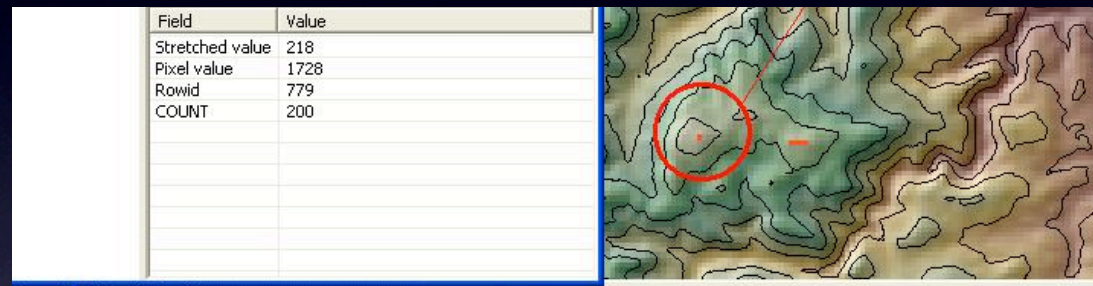 Field Value
Stretched value 218
Pixel value 1728
Rowid 779
COUNT 200